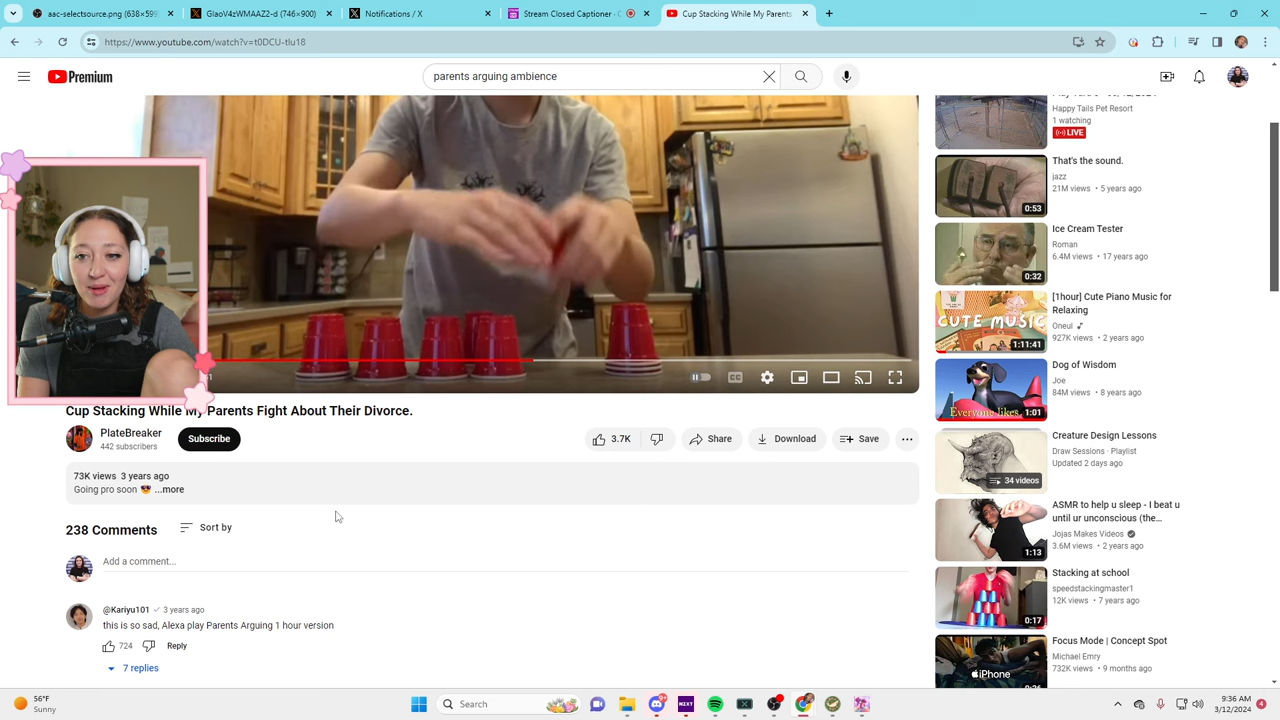 aac speaking.png (638×59
GlaoV4zWMAA2z-d (746×900)
Notifications / X
Stream Closed Captioner - 
Cup Stacking While My Parents
https://www.youtube.com/watch?v=t0DCU-tlu18
Premium
parents arguing ambience
Happy Tails Pet Resort
1 watching
LIVE
That's the sound.
jazz
21M views • 5 years ago
0:53
Ice Cream Tester
Roman
6.4M views • 17 years ago
0:32
[1hour] Cute Piano Music for
Relaxing
Oneul
927K views • 2 years ago
CUTE MUSIC
1:11:41
Dog of Wisdom
Joe
84M views • 8 years ago
Everyone likes
1:01
Creature Design Lessons
Draw Sessions · Playlist
Updated 2 days ago
34 videos
ASMR to help u sleep - I beat u
until ur unconscious (the…
Jojas Makes Videos
3.6M views • 2 years ago
1:13
Stacking at school
speedstackingmaster1
12K views • 7 years ago
0:17
Focus Mode | Concept Spot
Michael Emry
732K views • 9 months ago
iPhone
CC
Cup Stacking While My Parents Fight About Their Divorce.
PlateBreaker
442 subscribers
Subscribe
3.7K
Share
Download
Save
73K views 3 years ago
Going pro soon ...more
238 Comments
Sort by
Add a comment...
@Kariyu101 3 years ago
this is so sad, Alexa play Parents Arguing 1 hour version
724
Reply
7 replies
56°F
Sunny
Search
9+
NEXT
9:36 AM
3/12/2024
4